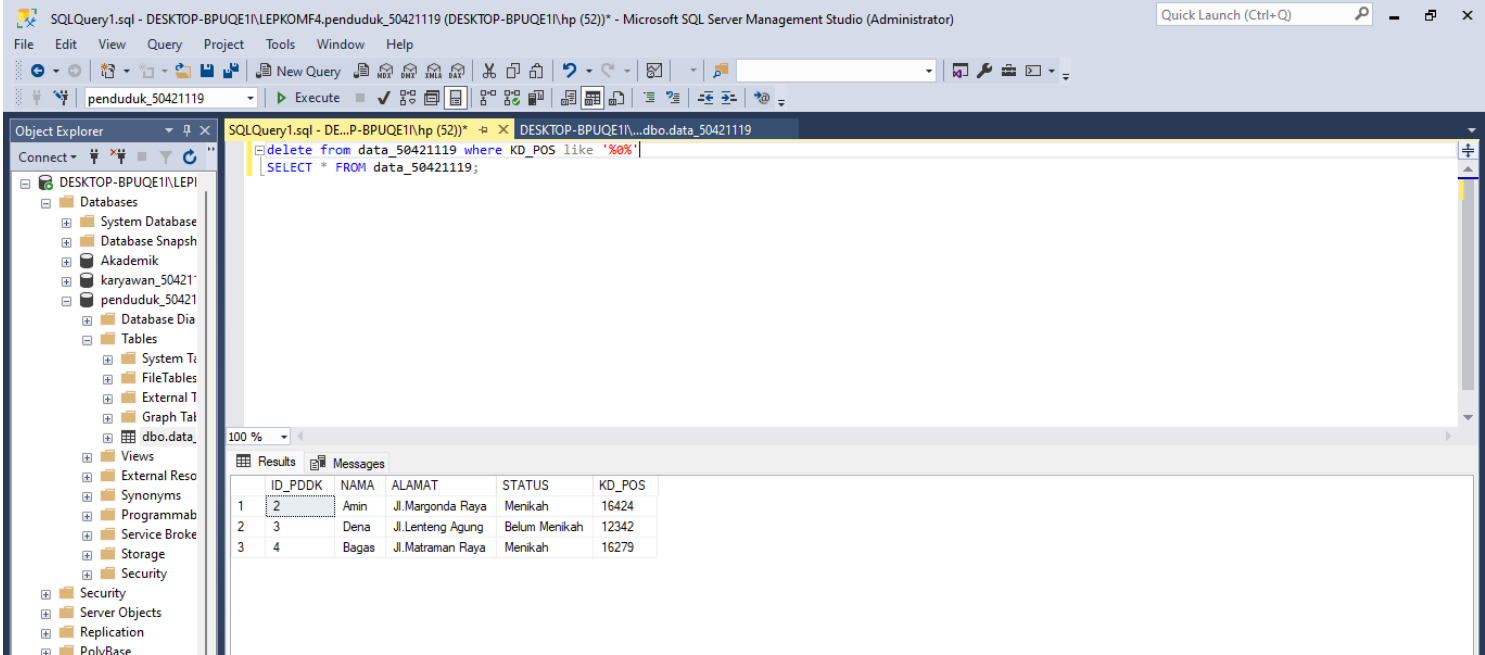 SQLQuery1.sql - DESKTOP-BPUQE1I\LEPKOMF4.penduduk_50421119 (DESKTOP-BPUQE1I\hp (52))* - Microsoft SQL Server Management Studio (Administrator)
Quick Launch (Ctrl+Q)
File Edit View Query Project Tools Window Help
New Query MDX DMX XMLA DAX
penduduk_50421119 Execute
Object Explorer
SQLQuery1.sql - DE...P-BPUQE1I\hp (52))* DESKTOP-BPUQE1I\...dbo.data_50421119
Connect
delete from data_50421119 where KD_POS like '%0%'
SELECT * FROM data_50421119;
DESKTOP-BPUQE1I\LEPI
Databases
System Database
Database Snapsh
Akademik
karyawan_50421
penduduk_50421
Database Dia
Tables
System Ta
FileTables
External T
Graph Tab
dbo.data_
Views
External Reso
Synonyms
Programmab
Service Broke
Storage
Security
Security
Server Objects
Replication
PolyBase
100 %
Results Messages
ID_PDDK NAMA ALAMAT STATUS KD_POS
1 2 Amin Jl.Margonda Raya Menikah 16424
2 3 Dena Jl.Lenteng Agung Belum Menikah 12342
3 4 Bagas Jl.Matraman Raya Menikah 16279